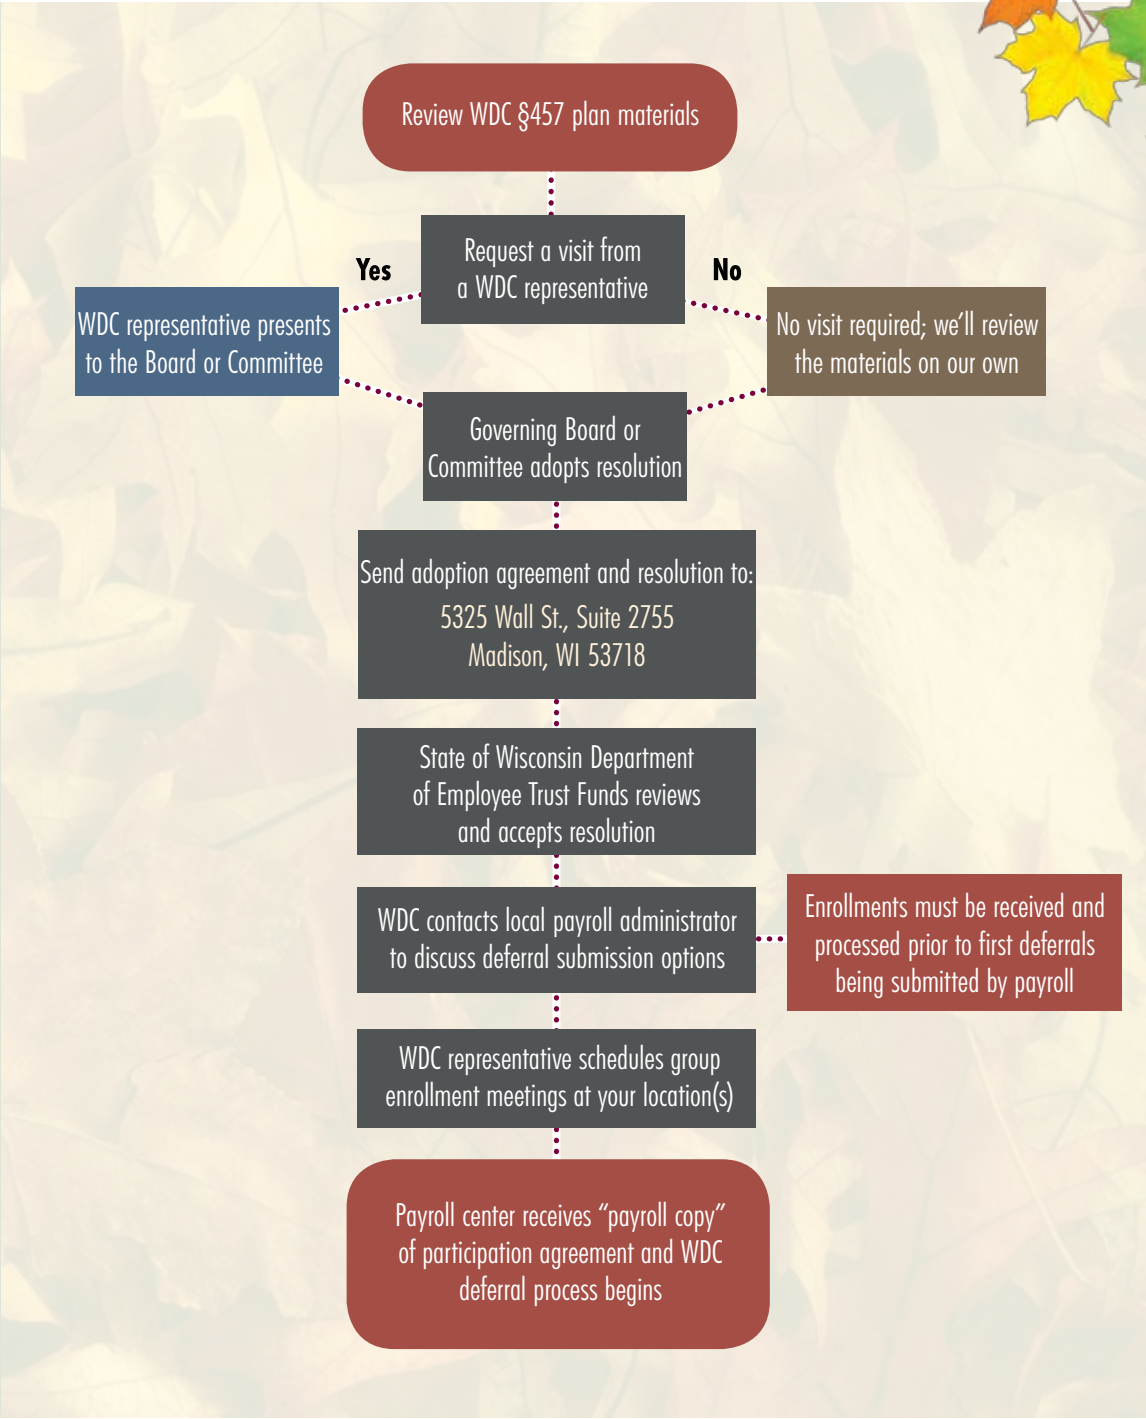 Review WDC §457 plan materials
Request a visit from
a WDC representative
Yes
No
WDC representative presents
to the Board or Committee
No visit required; we’ll review
the materials on our own
Governing Board or
Committee adopts resolution
Send adoption agreement and resolution to:
5325 Wall St., Suite 2755
Madison, WI 53718
State of Wisconsin Department
of Employee Trust Funds reviews
and accepts resolution
WDC contacts local payroll administrator
to discuss deferral submission options
Enrollments must be received and
processed prior to first deferrals
being submitted by payroll
WDC representative schedules group
enrollment meetings at your location(s)
Payroll center receives “payroll copy”
of participation agreement and WDC
deferral process begins